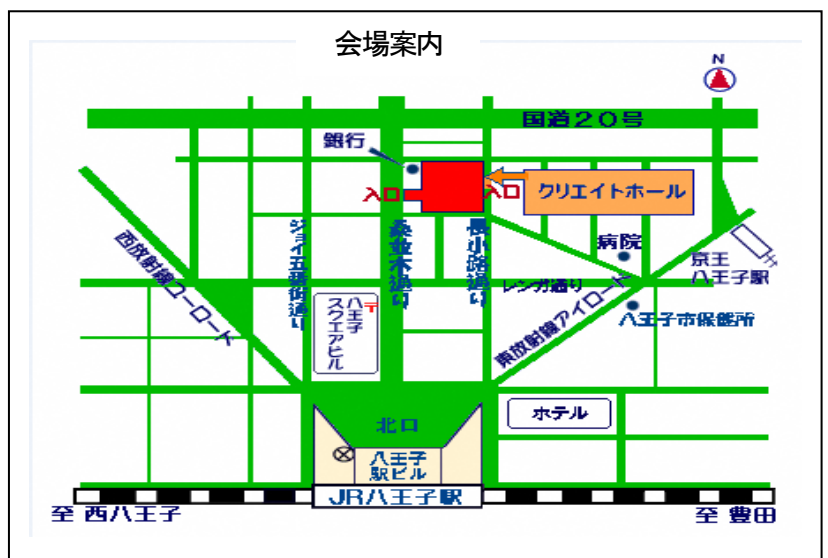 会場案内
N
国道20号
銀行
入口
入口
クリエイトホール
病院
京王
八王子駅
西放射線ユーロード
ジョイ五番街通り
桑並木通り
長小路通り
レンガ通り
八王子
スクエアビル
〒
八王子市保健所
東放射線アイロード
ホテル
北口
八王子
駅ビル
JR八王子駅
至 西八王子
至 豊田